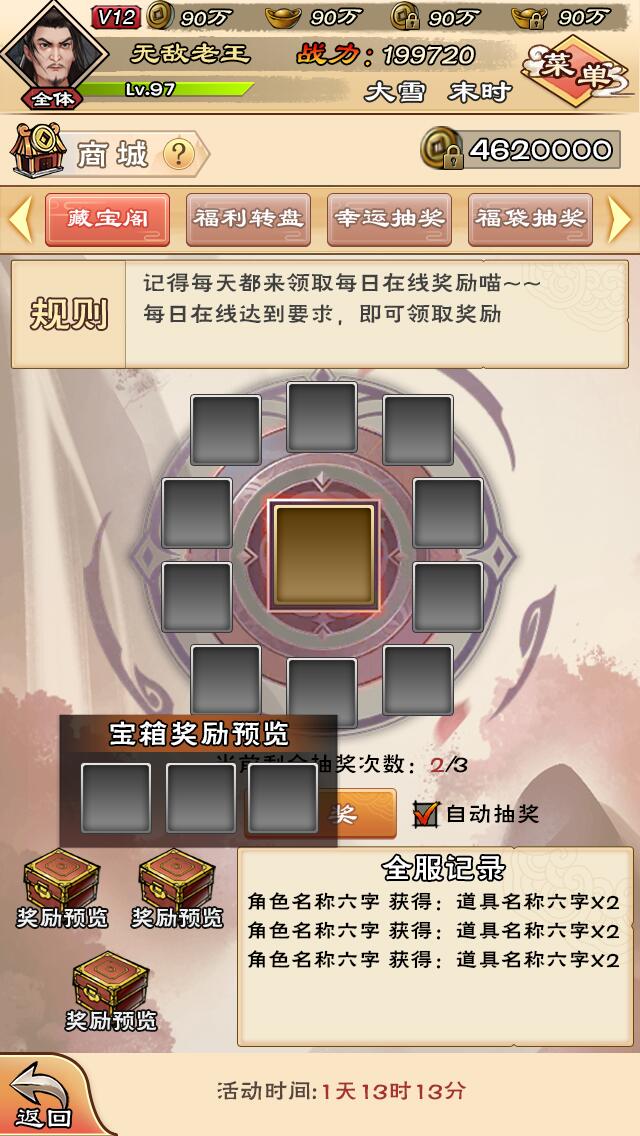 V12 90万 90万 90万 90万
无敌老王 战力：199720
菜单
全体 Lv.97
大雪 未时
商城 ? 4620000
藏宝阁 福利转盘 幸运抽奖 福袋抽奖
规则
记得每天都来领取每日在线奖励喵~~
每日在线达到要求，即可领取奖励
宝箱奖励预览
抽奖次数：2/3
奖 自动抽奖
全服记录
角色名称六字 获得：道具名称六字X2
角色名称六字 获得：道具名称六字X2
角色名称六字 获得：道具名称六字X2
奖励预览 奖励预览
奖励预览
活动时间:1天13时13分
返回